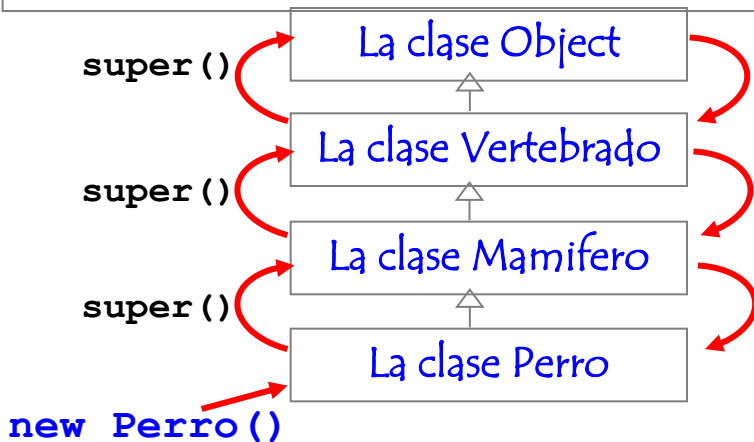 La clase Object
super()
La clase Vertebrado
super()
La clase Mamifero
super()
La clase Perro
new Perro()